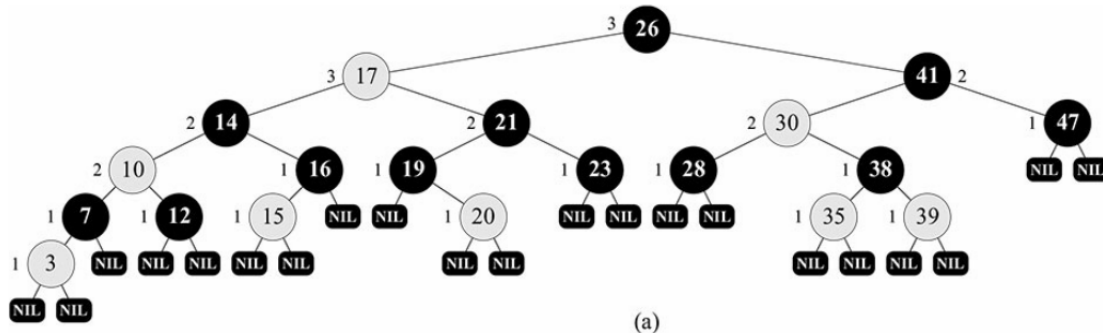 3 26
3 17 41 2
2 14 2 21 2 30 1 47
2 10 1 16 1 19 1 23 1 28 1 38 NIL NIL
1 7 1 12 1 15 NIL NIL 1 20 NIL NIL NIL NIL 1 35 1 39
1 3 NIL NIL NIL NIL NIL NIL NIL NIL NIL NIL NIL
NIL NIL
(a)